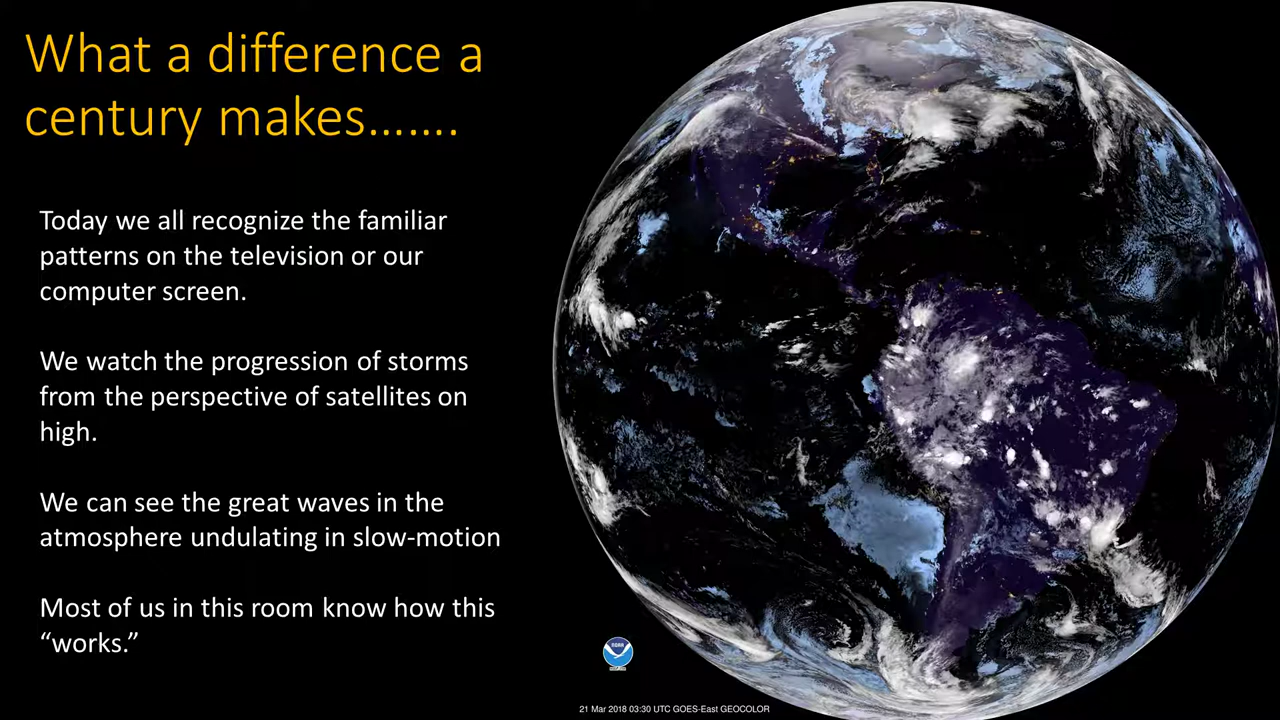 What a difference a
century makes.......
Today we all recognize the familiar
patterns on the television or our
computer screen.
We watch the progression of storms
from the perspective of satellites on
high.
We can see the great waves in the
atmosphere undulating in slow-motion
Most of us in this room know how this
“works.”
NOAA
21 Mar 2018 03:30 UTC GOES-East GEOCOLOR